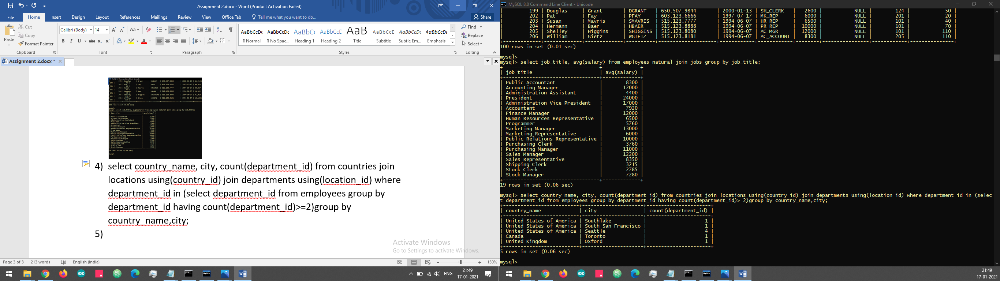 Assignment 2.docx - Word (Product Activation Failed)
File Home Insert Design Layout References Mailings Review View Office Tab Tell me what you want to do... Share
Paste
Cut
Copy
Format Painter
Calibri (Body) 14
AaBbCcDc AaBbCcDc AaBbCc AaBbCcD AaB AaBbCcD AaBbCcDc AaBbCcDc
¶ Normal ¶ No Spac... Heading 1 Heading 2 Title Subtitle Subtle Em... Emphasis
Find
Replace
Select
Clipboard Font Paragraph Styles Editing
Assignment 2.docx *
4) select country_name, city, count(department_id) from countries join
locations using(country_id) join departments using(location_id) where
department_id in (select department_id from employees group by
department_id having count(department_id)>=2)group by
country_name,city;
5)
Activate Windows
Go to Settings to activate Windows.
Page 3 of 3 213 words English (India) 150%
ENG 21:49
17-01-2021
MySQL 8.0 Command Line Client - Unicode
| 199 | Douglas | Grant | DGRANT | 650.507.9844 | 2000-01-13 | SH_CLERK | 2600 | NULL | 124 | 50 |
| 202 | Pat | Fay | PFAY | 603.123.6666 | 1997-07-17 | MK_REP | 6000 | NULL | 201 | 20 |
| 203 | Susan | Mavris | SMAVRIS | 515.123.7777 | 1994-06-07 | HR_REP | 6500 | NULL | 101 | 40 |
| 204 | Hermann | Baer | HBAER | 515.123.8888 | 1994-06-07 | PR_REP | 10000 | NULL | 101 | 70 |
| 205 | Shelley | Higgins | SHIGGINS | 515.123.8080 | 1994-06-07 | AC_MGR | 12000 | NULL | 101 | 110 |
| 206 | William | Gietz | WGIETZ | 515.123.8181 | 1994-06-07 | AC_ACCOUNT | 8300 | NULL | 205 | 110 |
100 rows in set (0.01 sec)
mysql>
mysql> select job_title, avg(salary) from employees natural join jobs group by job_title;
| job_title | avg(salary) |
| Public Accountant | 8300 |
| Accounting Manager | 12000 |
| Administration Assistant | 4400 |
| President | 24000 |
| Administration Vice President | 17000 |
| Accountant | 7920 |
| Finance Manager | 12000 |
| Human Resources Representative | 6500 |
| Programmer | 5760 |
| Marketing Manager | 13000 |
| Marketing Representative | 6000 |
| Public Relations Representative | 10000 |
| Purchasing Clerk | 3760 |
| Purchasing Manager | 11000 |
| Sales Manager | 12200 |
| Sales Representative | 8350 |
| Shipping Clerk | 3215 |
| Stock Clerk | 2785 |
| Stock Manager | 7280 |
19 rows in set (0.06 sec)
mysql> select country_name, city, count(department_id) from countries join locations using(country_id) join departments using(location_id) where department_id in (selec
t department_id from employees group by department_id having count(department_id)>=2)group by country_name,city;
| country_name | city | count(department_id) |
| United States of America | Southlake | 1 |
| United States of America | South San Francisco | 1 |
| United States of America | Seattle | 4 |
| Canada | Toronto | 1 |
| United Kingdom | Oxford | 1 |
5 rows in set (0.06 sec)
mysql>
21:49
17-01-2021